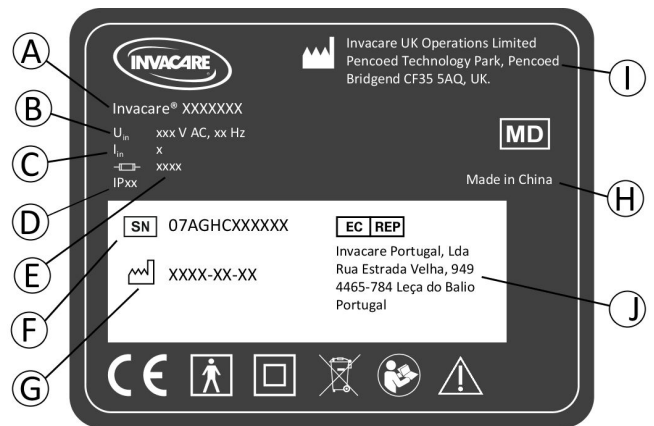 INVACARE®
Invacare UK Operations Limited
Pencoed Technology Park, Pencoed
Bridgend CF35 5AQ, UK.
Invacare® XXXXXXX
Uin xxx V AC, xx Hz
Iin x
xxxx
IPxx
MD
Made in China
SN 07AGHCXXXXXX
XXXX-XX-XX
EC REP
Invacare Portugal, Lda
Rua Estrada Velha, 949
4465-784 Leça do Balio
Portugal
CE
A
B
C
D
E
F
G
I
H
J